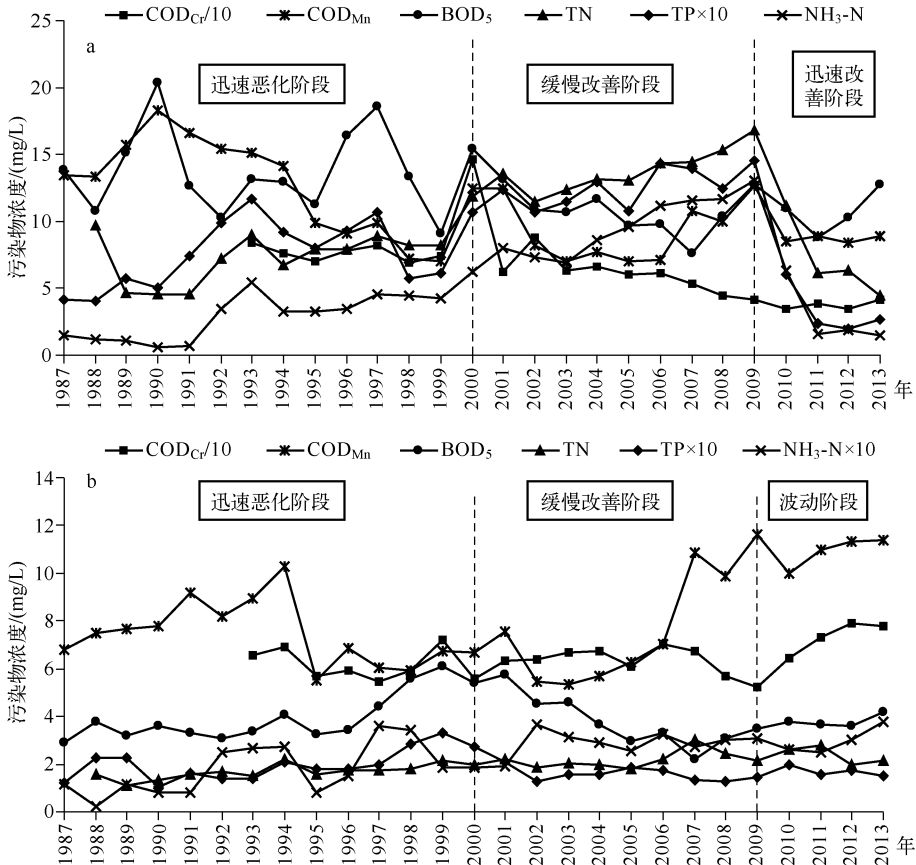 COD_Cr/10 COD_Mn BOD_5 TN TP×10 NH_3-N
25
20
15
10
5
0
a
迅速恶化阶段
缓慢改善阶段
迅速改
善阶段
污染物浓度/(mg/L)
1987 1988 1989 1990 1991 1992 1993 1994 1995 1996 1997 1998 1999 2000 2001 2002 2003 2004 2005 2006 2007 2008 2009 2010 2011 2012 2013 年
COD_Cr/10 COD_Mn BOD_5 TN TP×10 NH_3-N×10
14
12
10
8
6
4
2
0
b
迅速恶化阶段
缓慢改善阶段
波动阶段
污染物浓度/(mg/L)
1987 1988 1989 1990 1991 1992 1993 1994 1995 1996 1997 1998 1999 2000 2001 2002 2003 2004 2005 2006 2007 2008 2009 2010 2011 2012 2013 年